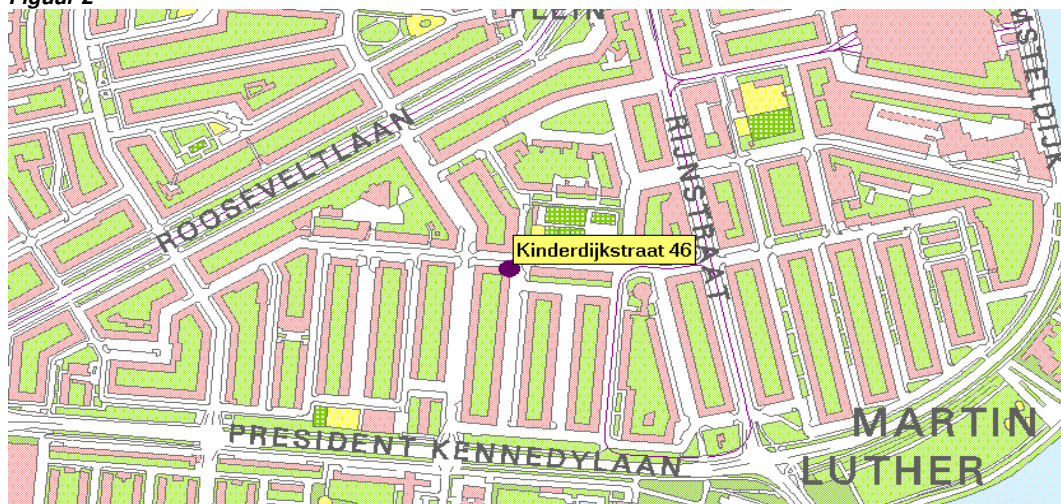 Figuur 2
PLEIN
ROOSEVELTLAAN
RIJNSTRAAT
Kinderdijkstraat 46
PRESIDENT KENNEDYLAAN
MARTIN
LUTHER